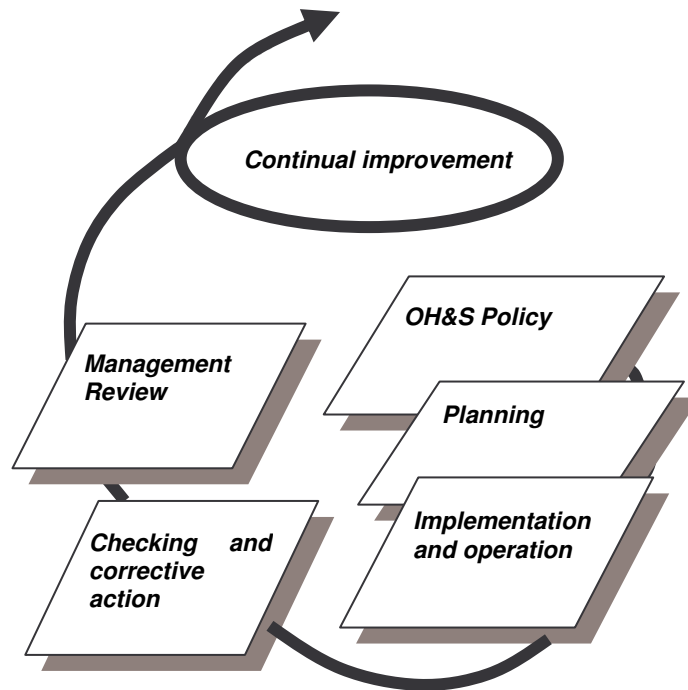 Continual improvement
OH&S Policy
Management
Review
Planning
Implementation
and operation
Checking and
corrective
action